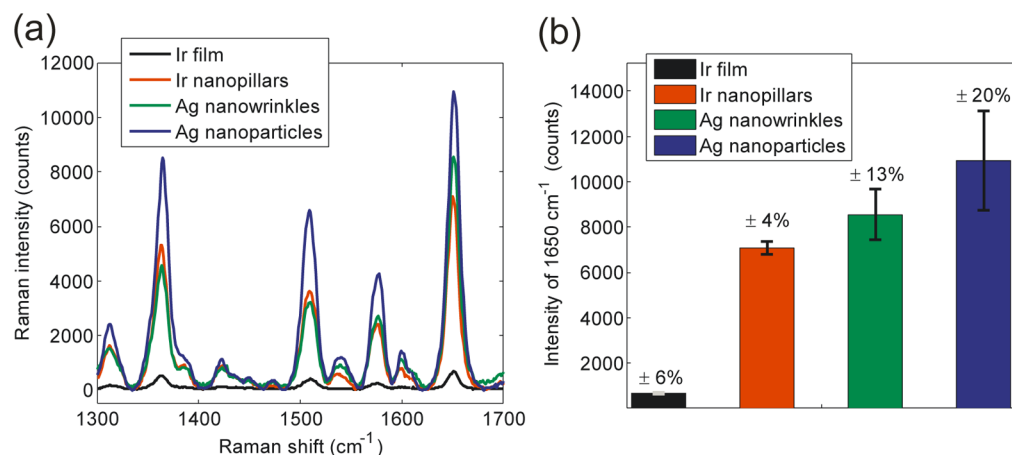 (a)
Ir film
Ir nanopillars
Ag nanowrinkles
Ag nanoparticles
12000
10000
8000
6000
4000
2000
0
1300
1400
1500
1600
1700
Raman intensity (counts)
Raman shift (cm⁻¹)
(b)
Ir film
Ir nanopillars
Ag nanowrinkles
Ag nanoparticles
14000
12000
10000
8000
6000
4000
2000
Intensity of 1650 cm⁻¹ (counts)
± 6%
± 4%
± 13%
± 20%